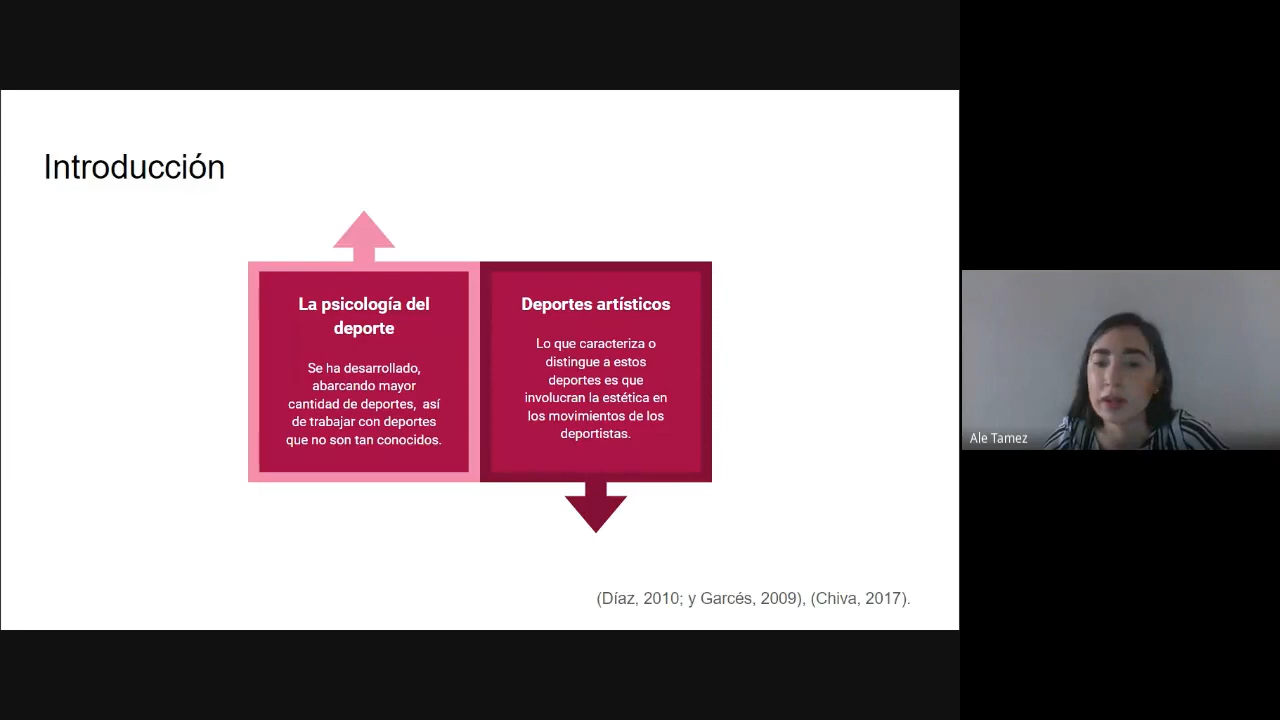 Introducción
La psicología del
deporte
Se ha desarrollado,
abarcando mayor
cantidad de deportes, así
de trabajar con deportes
que no son tan conocidos.
Deportes artísticos
Lo que caracteriza o
distingue a estos
deportes es que
involucran la estética en
los movimientos de los
deportistas.
(Díaz, 2010; y Garcés, 2009), (Chiva, 2017).
Ale Tamez